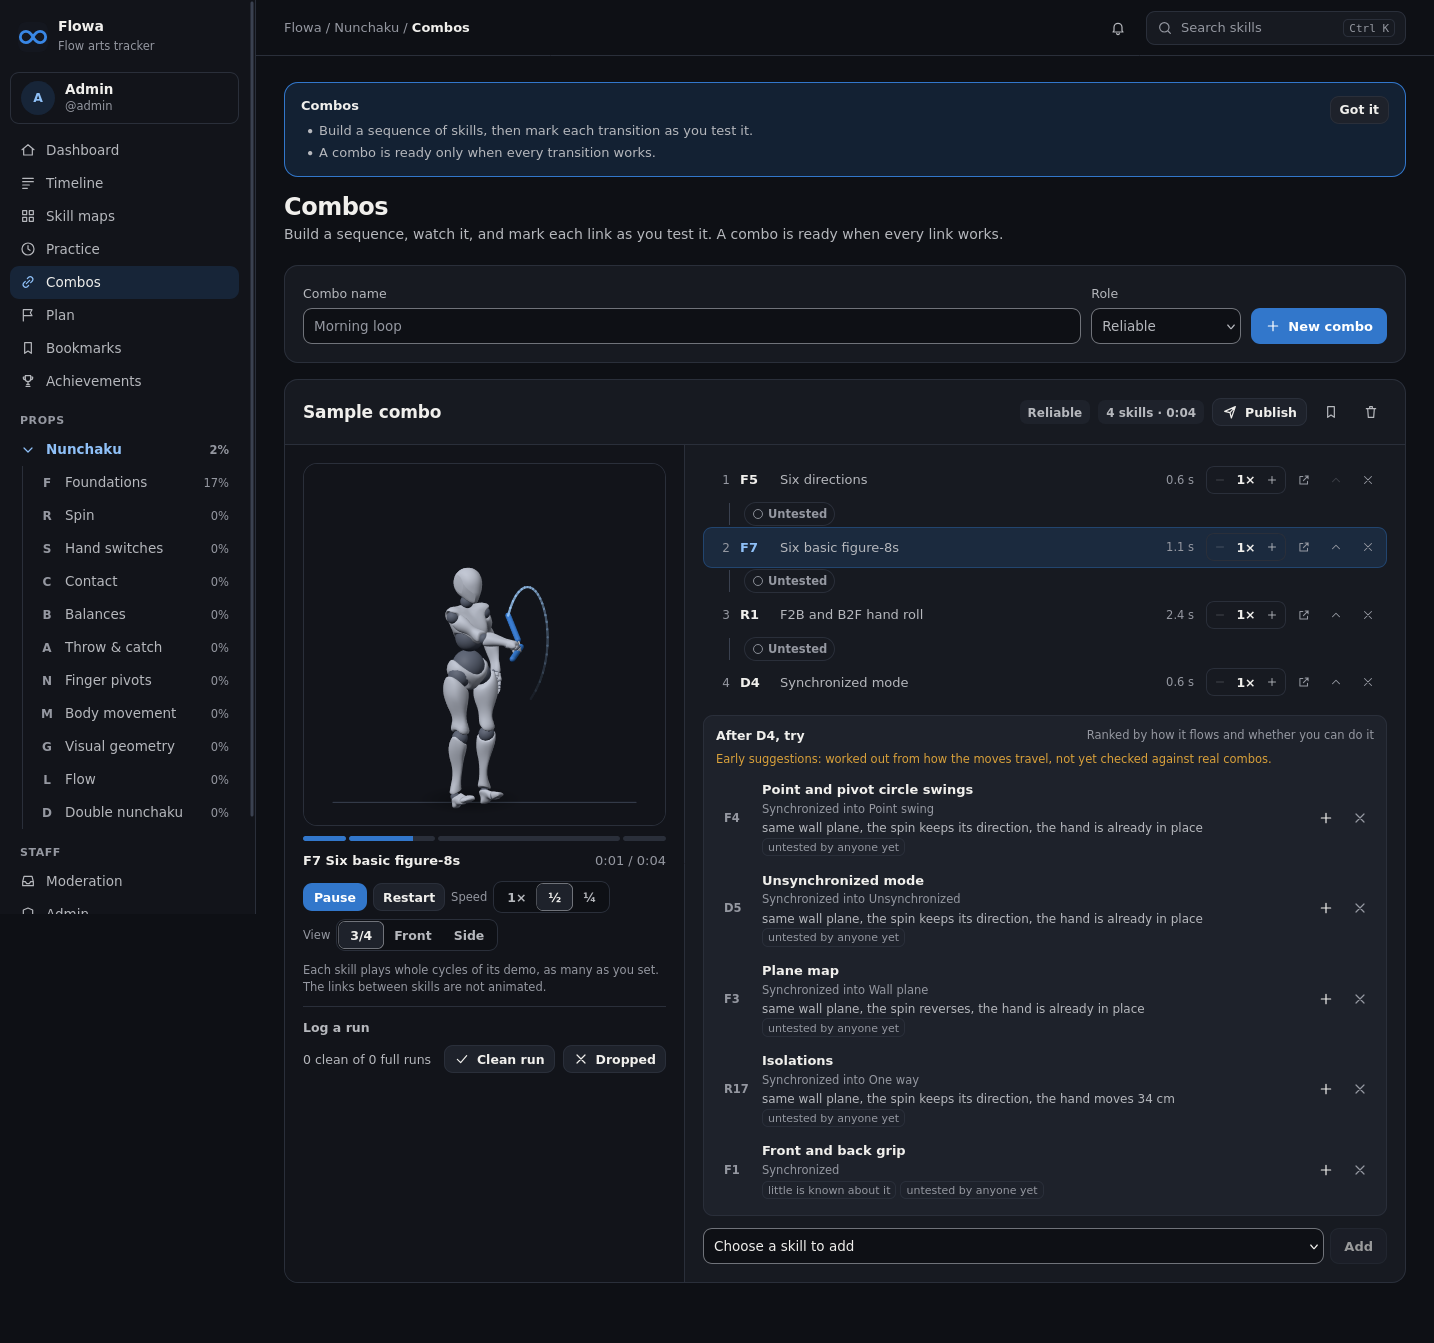 Flowa
Flow arts tracker
A
Admin
@admin
Dashboard
Timeline
Skill maps
Practice
Combos
Plan
Bookmarks
Achievements
PROPS
Nunchaku 2%
F Foundations 17%
R Spin 0%
S Hand switches 0%
C Contact 0%
B Balances 0%
A Throw & catch 0%
N Finger pivots 0%
M Body movement 0%
G Visual geometry 0%
L Flow 0%
D Double nunchaku 0%
STAFF
Moderation
Admin
Flowa / Nunchaku / Combos
Search skills Ctrl K
Combos
Got it
• Build a sequence of skills, then mark each transition as you test it.
• A combo is ready only when every transition works.
Combos
Build a sequence, watch it, and mark each link as you test it. A combo is ready when every link works.
Combo name
Morning loop
Role
Reliable
New combo
Sample combo
Reliable
4 skills · 0:04
Publish
F7 Six basic figure-8s 0:01 / 0:04
Pause Restart Speed 1× ½ ¼
View 3/4 Front Side
Each skill plays whole cycles of its demo, as many as you set.
The links between skills are not animated.
Log a run
0 clean of 0 full runs Clean run Dropped
1 F5 Six directions 0.6 s 1×
Untested
2 F7 Six basic figure-8s 1.1 s 1×
Untested
3 R1 F2B and B2F hand roll 2.4 s 1×
Untested
4 D4 Synchronized mode 0.6 s 1×
After D4, try Ranked by how it flows and whether you can do it
Early suggestions: worked out from how the moves travel, not yet checked against real combos.
F4
Point and pivot circle swings
Synchronized into Point swing
same wall plane, the spin keeps its direction, the hand is already in place
untested by anyone yet
D5
Unsynchronized mode
Synchronized into Unsynchronized
same wall plane, the spin keeps its direction, the hand is already in place
untested by anyone yet
F3
Plane map
Synchronized into Wall plane
same wall plane, the spin reverses, the hand is already in place
untested by anyone yet
R17
Isolations
Synchronized into One way
same wall plane, the spin keeps its direction, the hand moves 34 cm
untested by anyone yet
F1
Front and back grip
Synchronized
little is known about it untested by anyone yet
Choose a skill to add Add